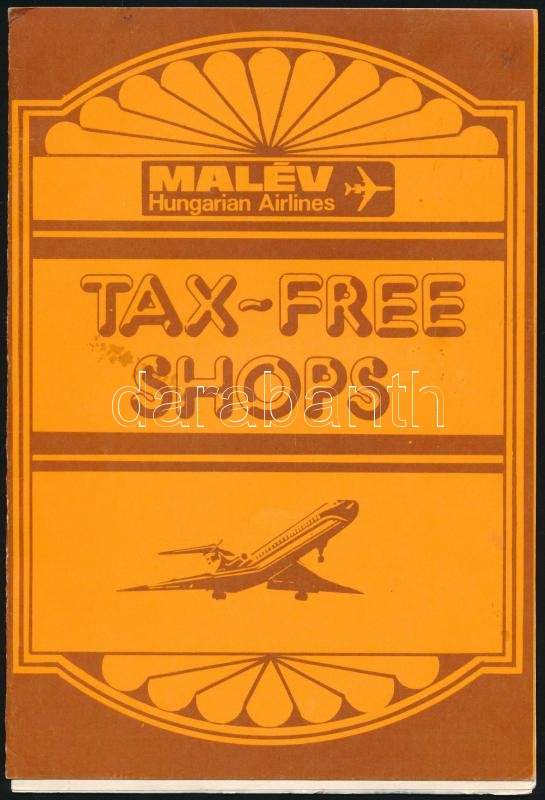 MALÉV
Hungarian Airlines
TAX-FREE
SHOPS
darabanth